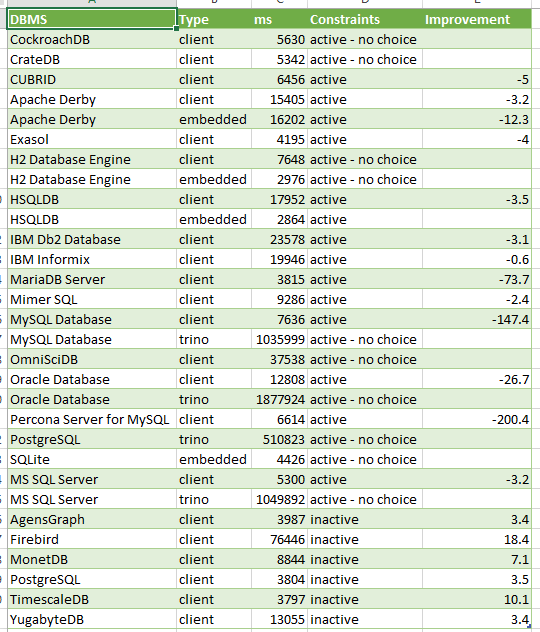 DBMS Type ms Constraints Improvement
CockroachDB client 5630 active - no choice
CrateDB client 5342 active - no choice
CUBRID client 6456 active -5
Apache Derby client 15405 active -3.2
Apache Derby embedded 16202 active -12.3
Exasol client 4195 active -4
H2 Database Engine client 7648 active - no choice
H2 Database Engine embedded 2976 active - no choice
HSQLDB client 17952 active -3.5
HSQLDB embedded 2864 active
IBM Db2 Database client 23578 active -3.1
IBM Informix client 19946 active -0.6
MariaDB Server client 3815 active -73.7
Mimer SQL client 9286 active -2.4
MySQL Database client 7636 active -147.4
MySQL Database trino 1035999 active - no choice
OmniSciDB client 37538 active - no choice
Oracle Database client 12808 active -26.7
Oracle Database trino 1877924 active - no choice
Percona Server for MySQL client 6614 active -200.4
PostgreSQL trino 510823 active - no choice
SQLite embedded 4426 active - no choice
MS SQL Server client 5300 active -3.2
MS SQL Server trino 1049892 active - no choice
AgensGraph client 3987 inactive 3.4
Firebird client 76446 inactive 18.4
MonetDB client 8844 inactive 7.1
PostgreSQL client 3804 inactive 3.5
TimescaleDB client 3797 inactive 10.1
YugabyteDB client 13055 inactive 3.4